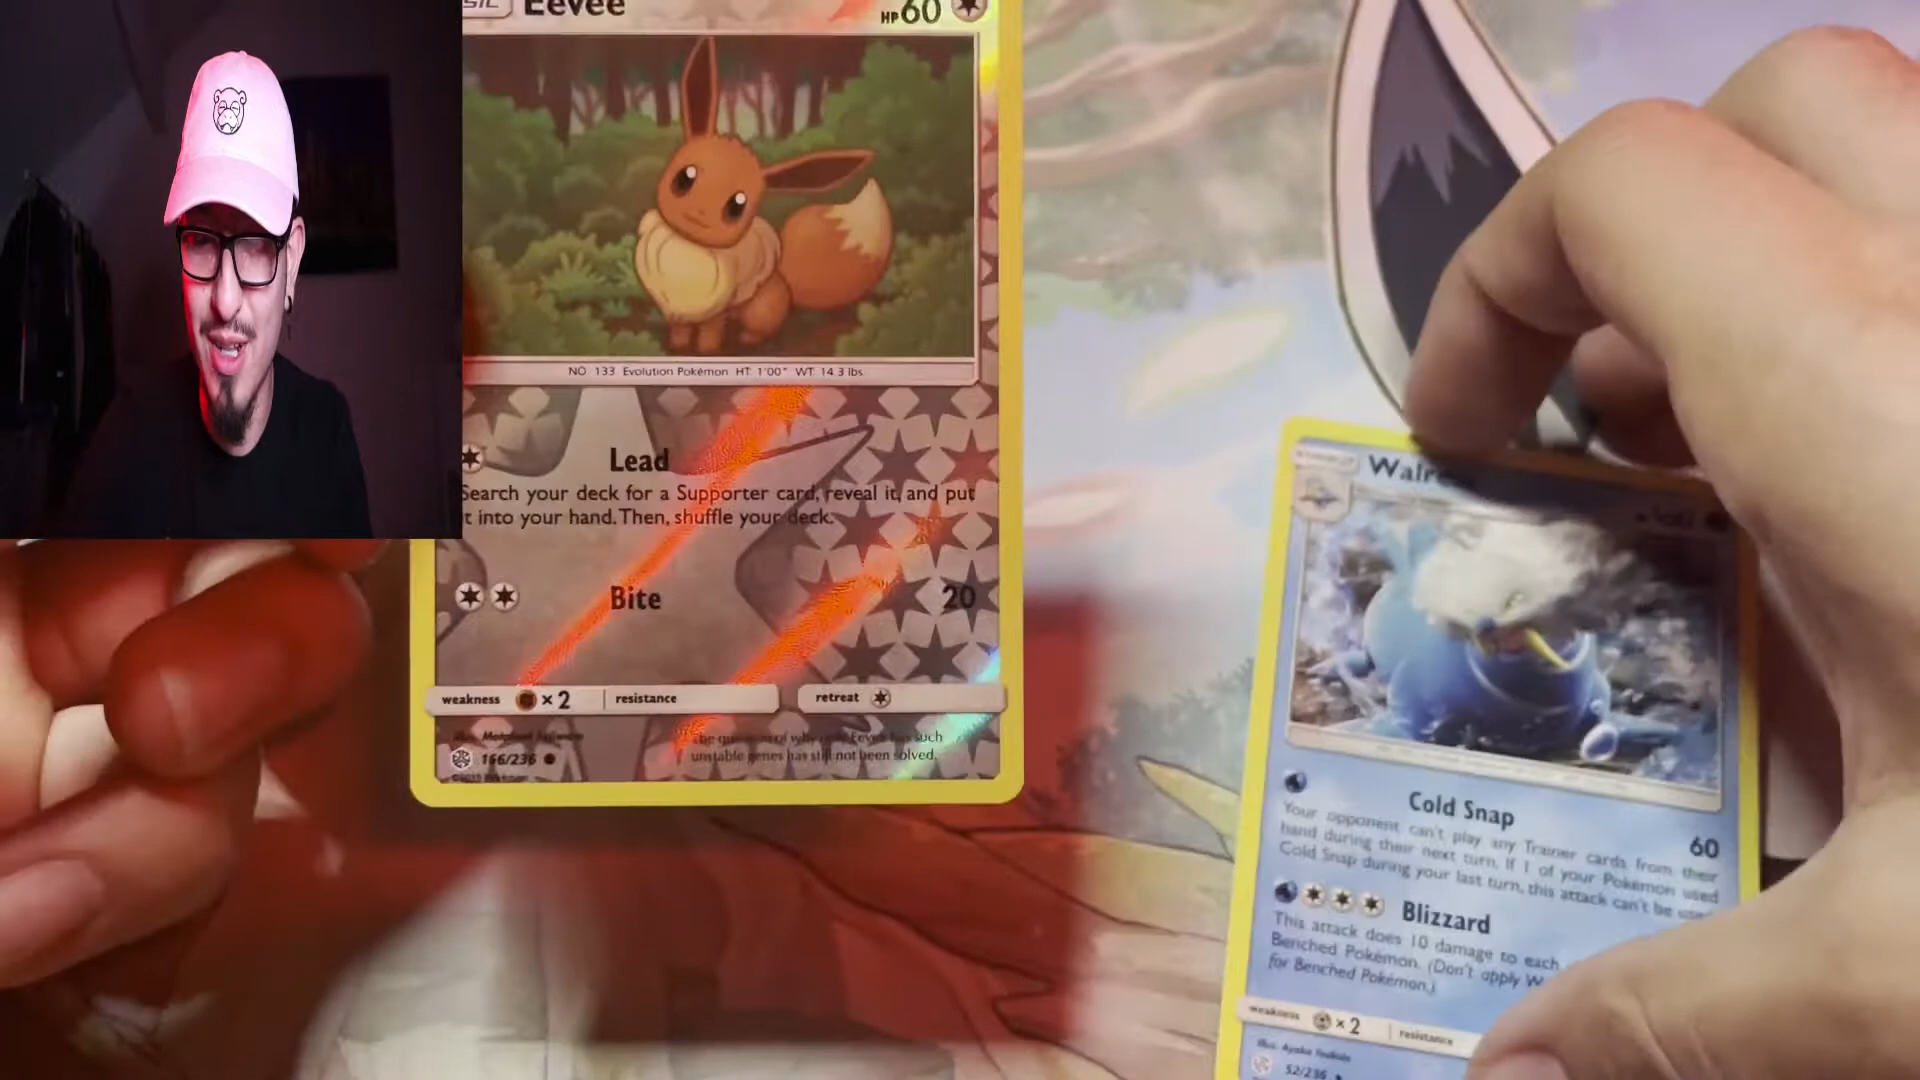 Eevee
HP 60
NO. 133 Evolution Pokémon HT: 1'00" WT: 14.3 lbs.
Lead
Search your deck for a Supporter card, reveal it, and put
it into your hand. Then, shuffle your deck.
Bite 20
weakness ×2 resistance retreat
unstable genes has still not been solved.
166/236
Cold Snap 60
Your opponent can't play any Trainer cards from their
hand during their next turn. If 1 of your Pokémon used
Cold Snap during your last turn, this attack can't be
Blizzard
This attack does 10 damage to each
Benched Pokémon. (Don't apply
for Benched Pokémon.)
weakness ×2 resistance
52/236